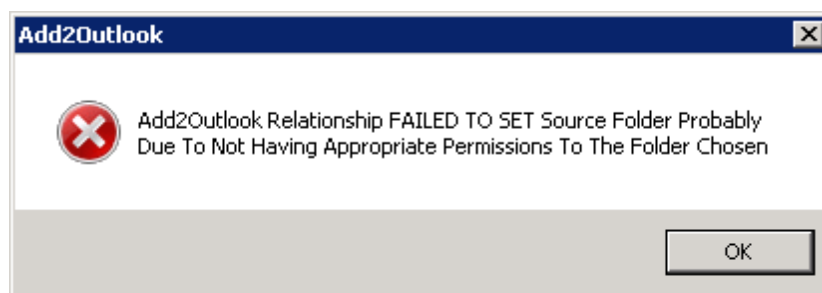 Add2Outlook
Add2Outlook Relationship FAILED TO SET Source Folder Probably
Due To Not Having Appropriate Permissions To The Folder Chosen
OK